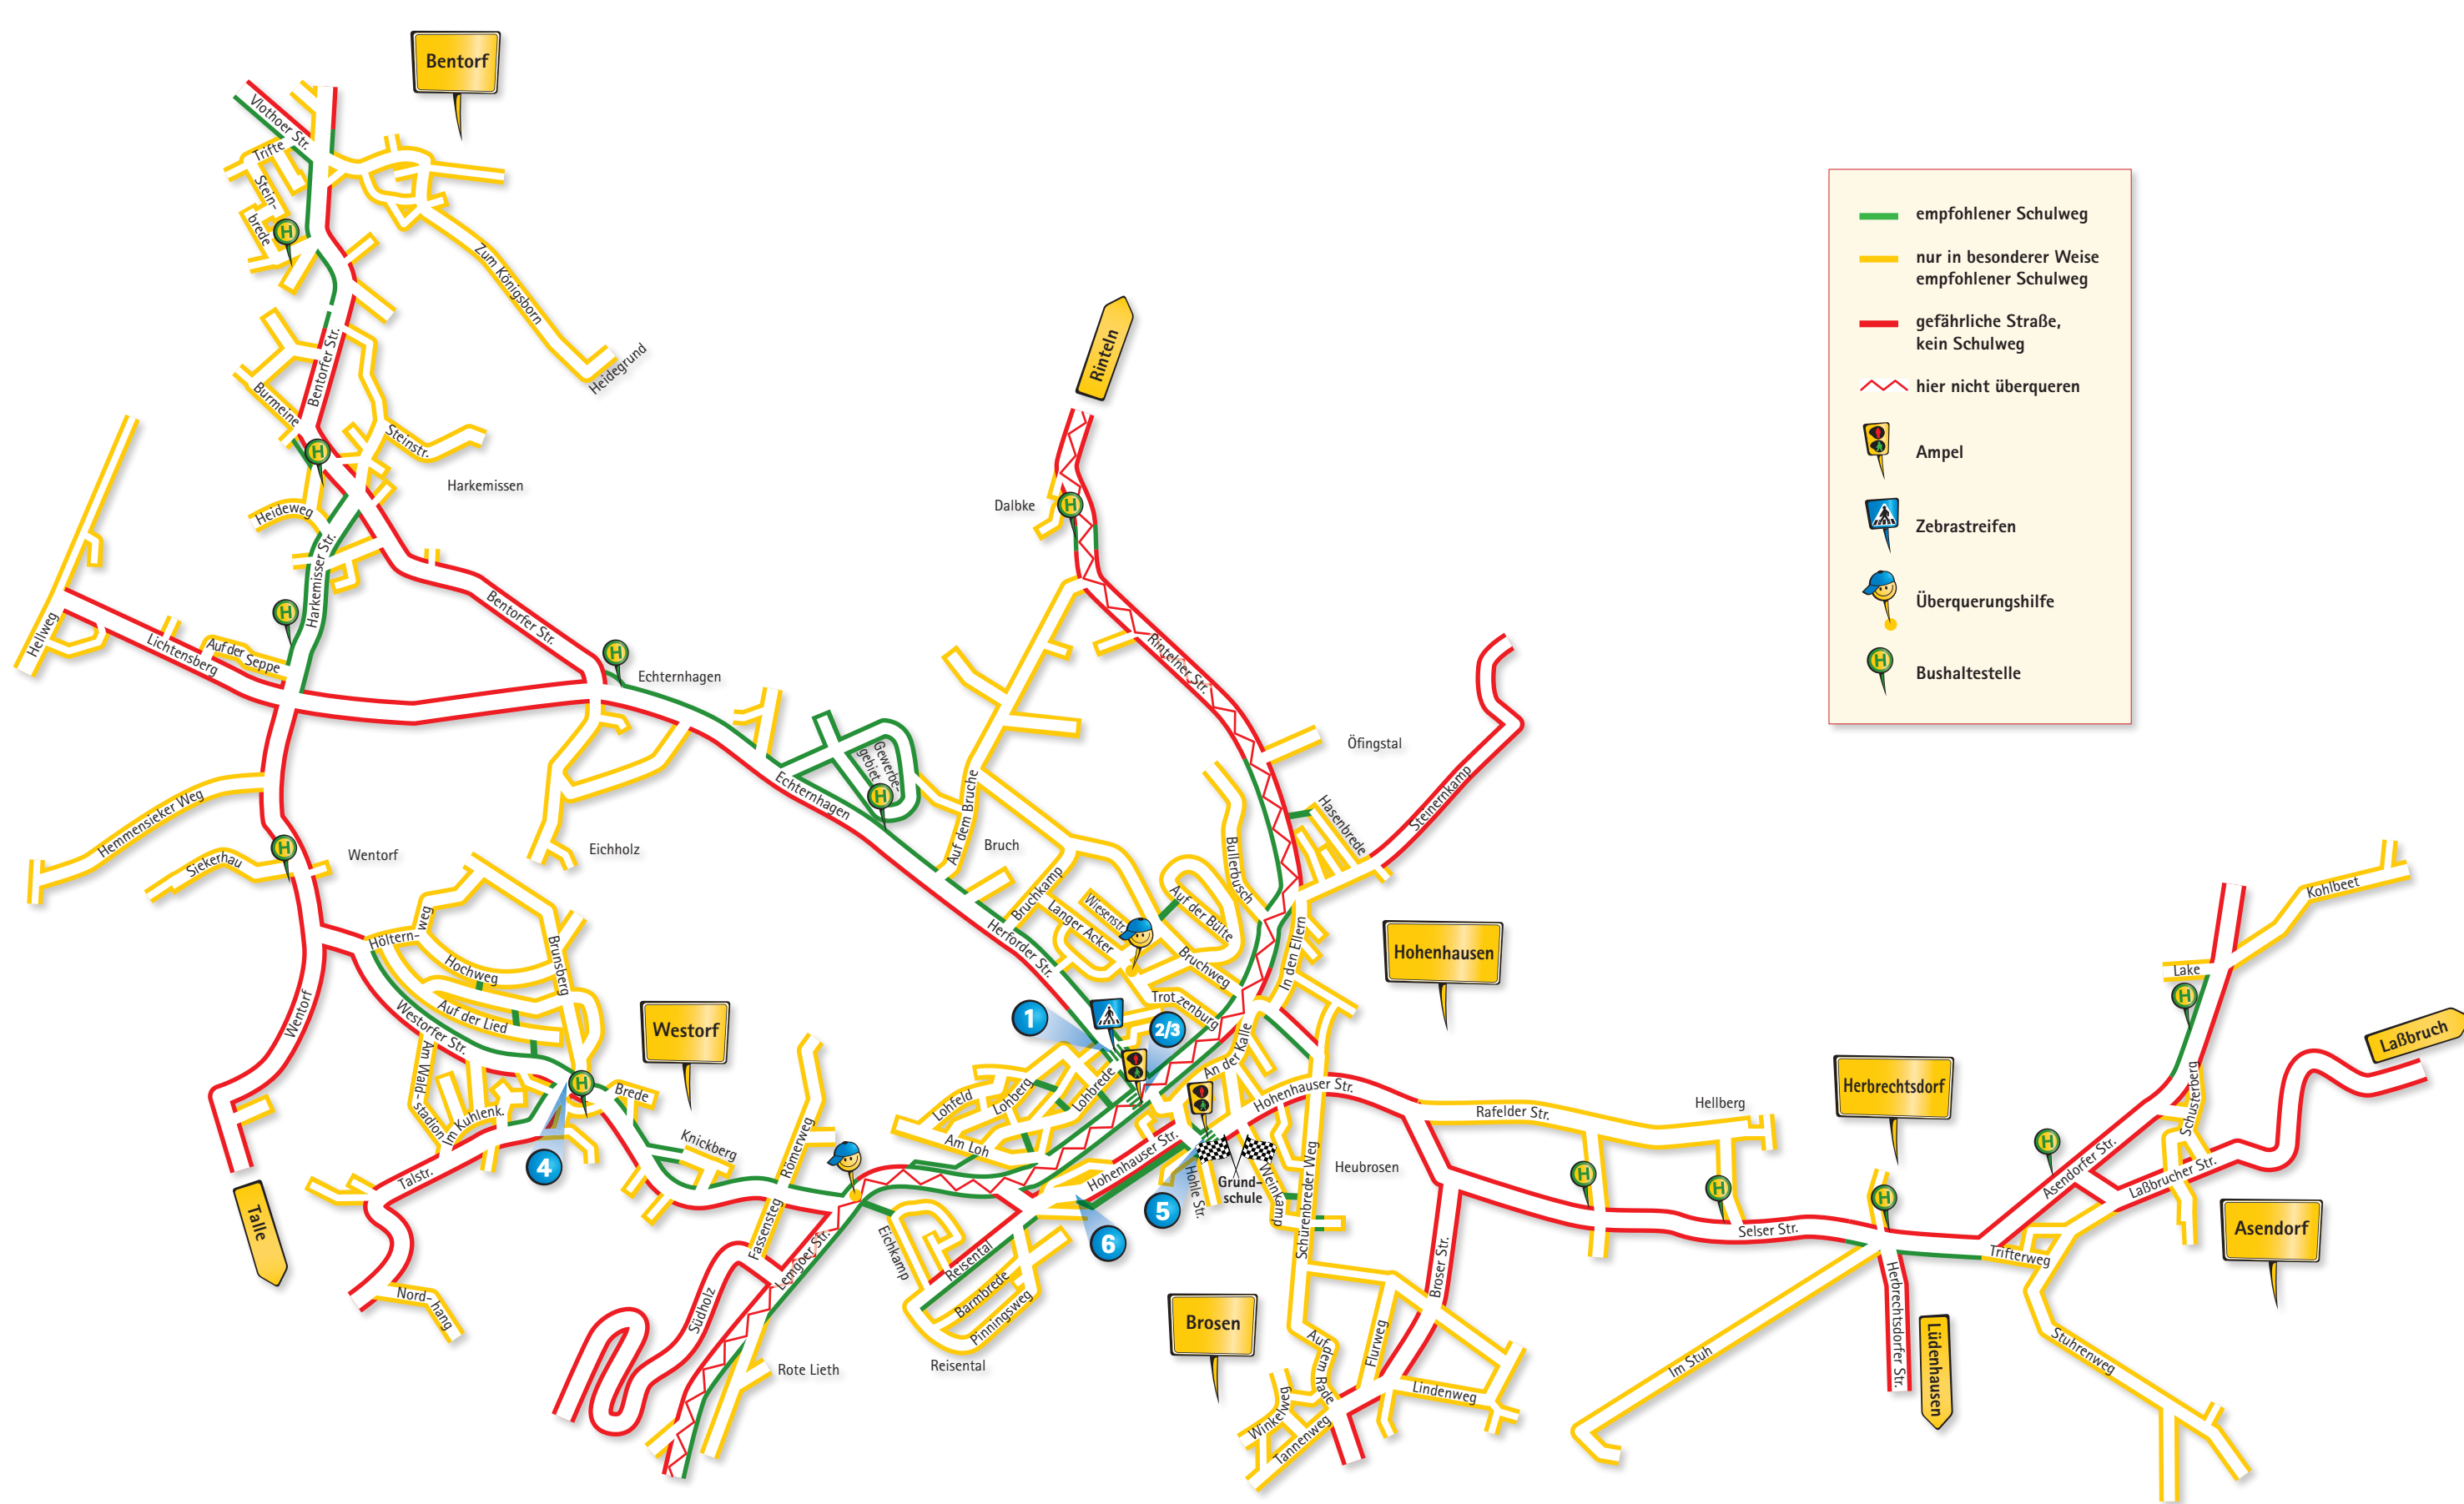 Bentorf
Vlothoer Str.
Trifte
Stein-
brede
H
Zum Königsborn
Heidegrund
Bentorfer Str.
Burmeine
H
Steinstr.
Harkemissen
Heideweg
Harkemisser Str.
H
Hellweg
Lichtensberg
Auf der Seppe
Bentorfer Str.
H
Echternhagen
Rinteln
Dalbke
H
Rintelner Str.
Öfingstal
Steinernkamp
Hasenbrede
Gewerbe-
gebiet
H
Echternhagen
Auf dem Bruche
Bruch
Bullerbusch
Hemmensieker Weg
Siekerhau
H
Wentorf
Eichholz
Bruchkamp
Langer Acker
Wiesenstr.
Auf der Bülte
Bruchweg
Herforder Str.
In den Ellern
Höltern-
weg
Hochweg
Brunsberg
Auf der Lied
Westorfer Str.
Wentorf
Am Wald-
stadion
Im Kuhlenk.
H
Brede
Westorf
Hohenhausen
1
2/3
Trotzenburg
An der Kalle
Lohfeld
Lohberg
Lohbrede
Am Loh
Hohenhauser Str.
Hohenhauser Str.
Knickberg
Römerweg
Talstr.
4
Talle
Nord-
hang
Fassensteg
Lemgoer Str.
Südholz
Rote Lieth
Eichkamp
Reisental
Barmbrede
Pinningsweg
Reisental
5
6
Hohle Str.
Grund-
schule
Weinkamp
Heubrosen
Schürenbreder Weg
Brosen
Auf dem Rade
Winkelweg
Tannenweg
Flurweg
Lindenweg
Broser Str.
Rafelder Str.
Hellberg
H
H
Selser Str.
Herbrechtsdorf
H
Im Stuh
Herbrechtsdorfer Str.
Lüdenhausen
Trifterweg
Stuhrenweg
Asendorfer Str.
H
Laßbrucher Str.
Schusterberg
Lake
H
Kohlbeet
Laßbruch
Asendorf
empfohlener Schulweg
nur in besonderer Weise
empfohlener Schulweg
gefährliche Straße,
kein Schulweg
hier nicht überqueren
Ampel
Zebrastreifen
Überquerungshilfe
H
Bushaltestelle